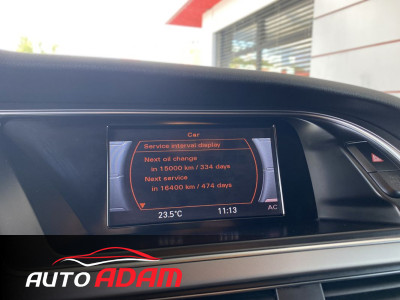 Car
Service interval display
Next oil change
in 15000 km / 334 days
Next service
in 16400 km / 474 days
23.5°C 11:13 AC
AUTO ADAM